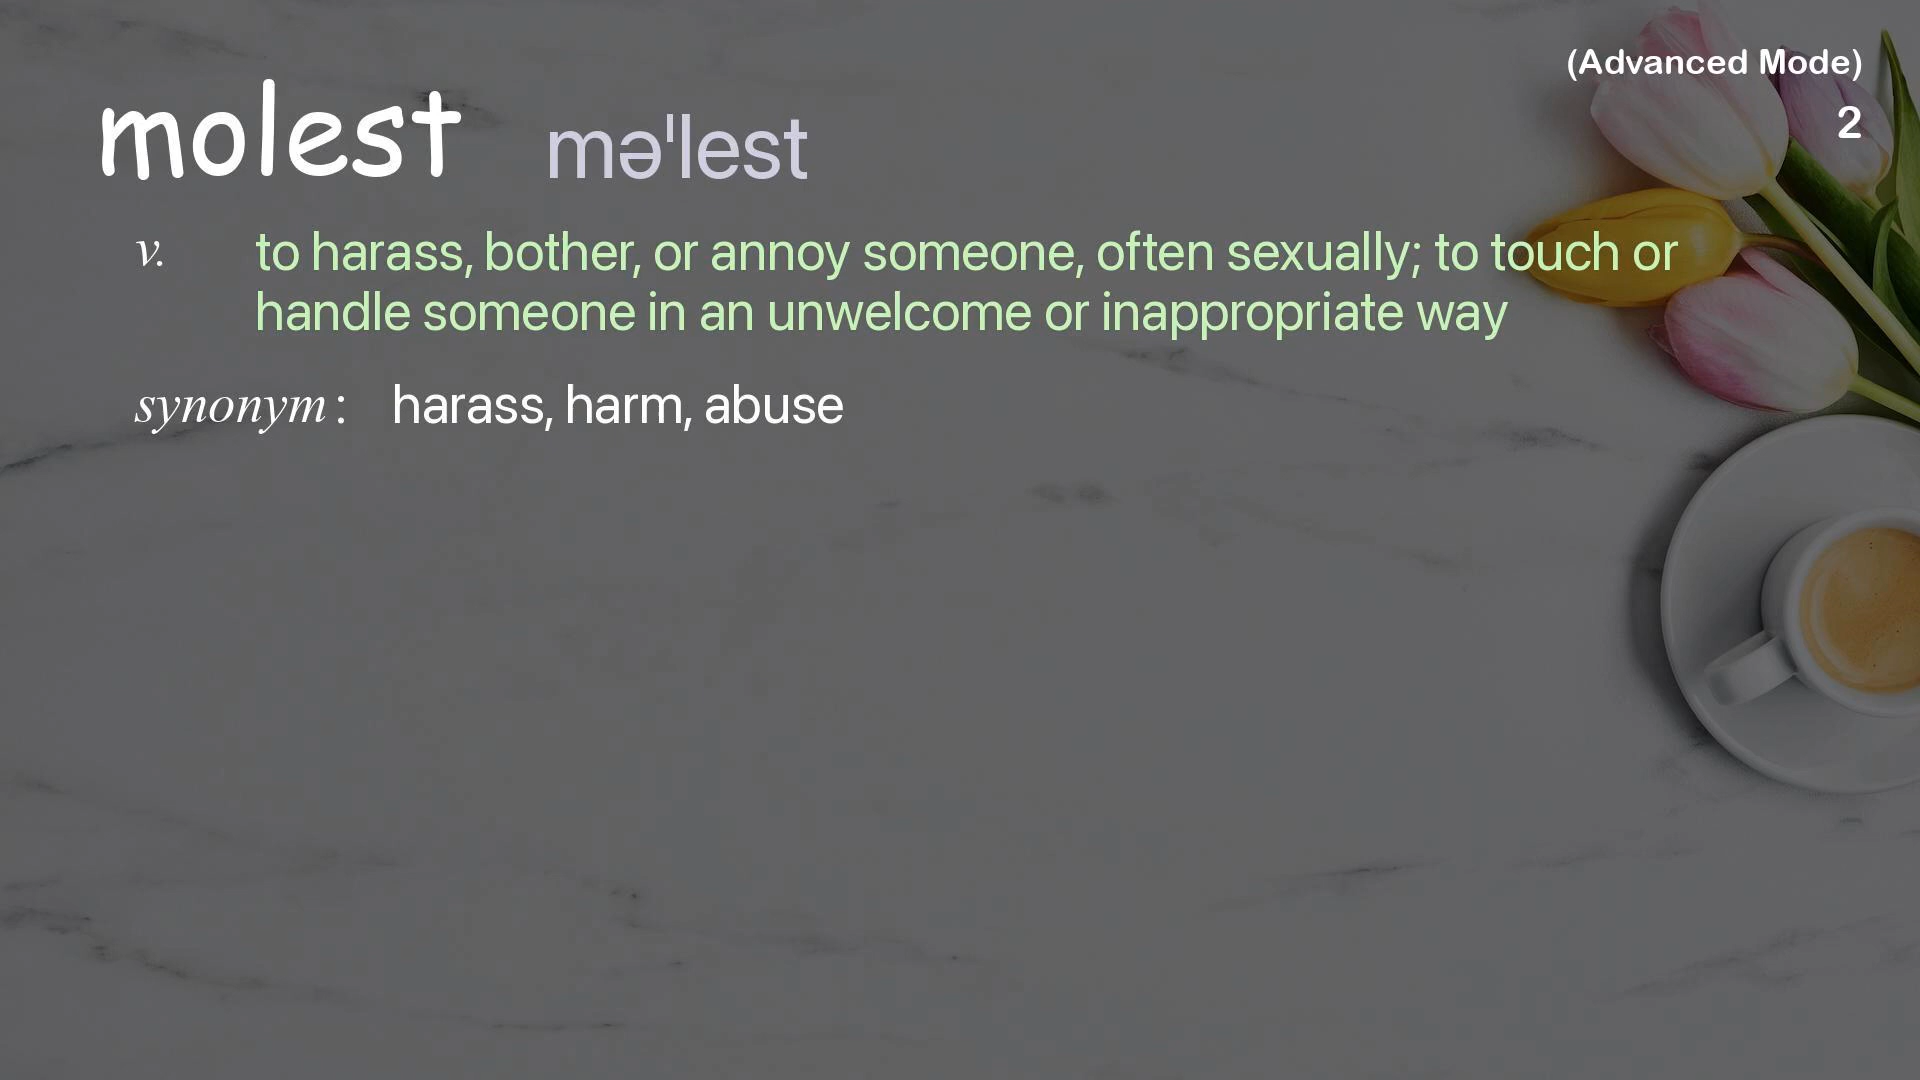 (Advanced Mode)
2
molest məˈlest
v. to harass, bother, or annoy someone, often sexually; to touch or
handle someone in an unwelcome or inappropriate way
synonym: harass, harm, abuse